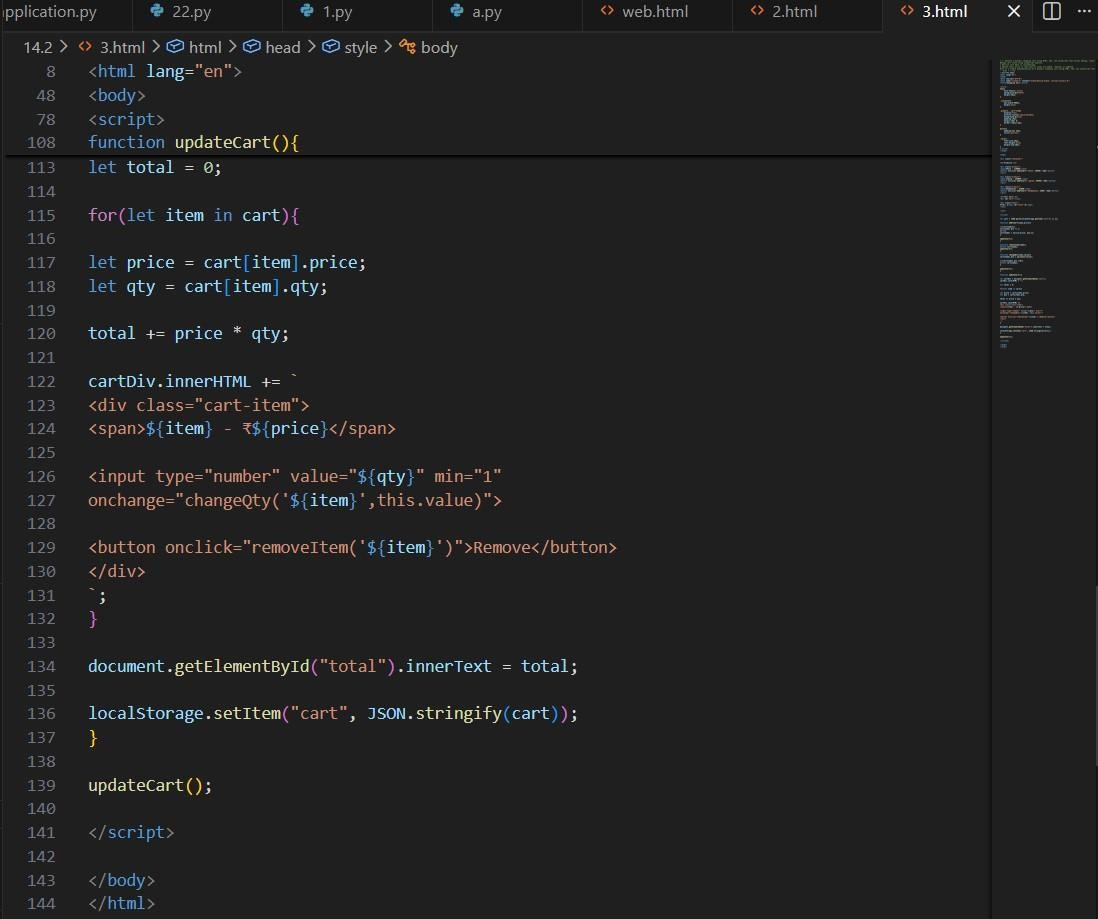 pplication.py 22.py 1.py a.py web.html 2.html 3.html
14.2 > 3.html > html > head > style > body
8 <html lang="en">
48 <body>
78 <script>
108 function updateCart(){
113 let total = 0;
114
115 for(let item in cart){
116
117 let price = cart[item].price;
118 let qty = cart[item].qty;
119
120 total += price * qty;
121
122 cartDiv.innerHTML += `
123 <div class="cart-item">
124 <span>${item} - ₹${price}</span>
125
126 <input type="number" value="${qty}" min="1"
127 onchange="changeQty('${item}',this.value)">
128
129 <button onclick="removeItem('${item}')">Remove</button>
130 </div>
131 `;
132 }
133
134 document.getElementById("total").innerText = total;
135
136 localStorage.setItem("cart", JSON.stringify(cart));
137 }
138
139 updateCart();
140
141 </script>
142
143 </body>
144 </html>